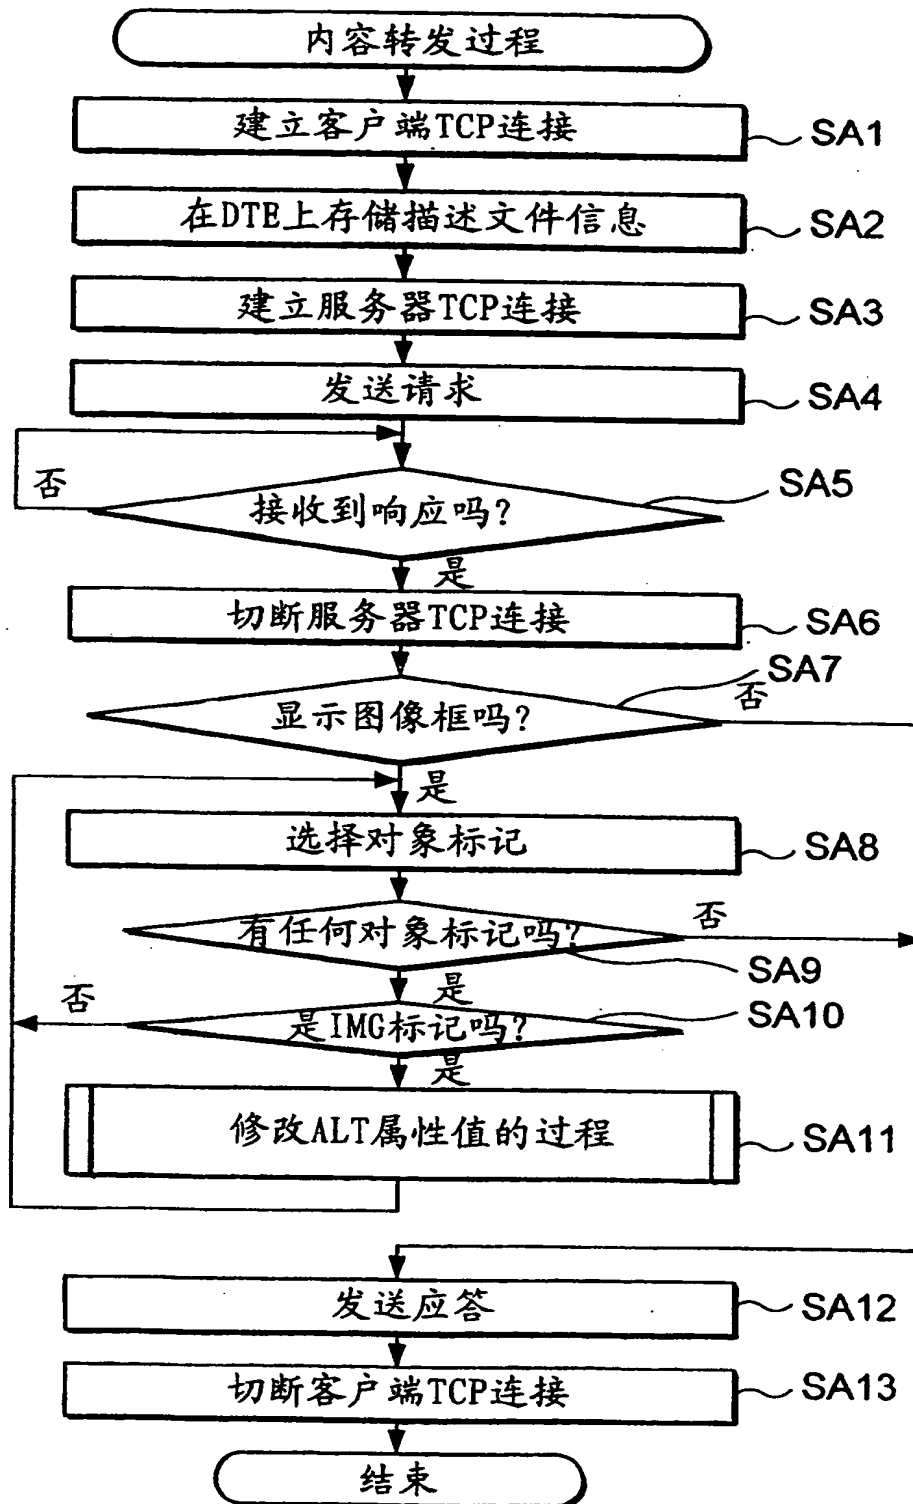 内容转发过程
建立客户端TCP连接
SA1
在DTE上存储描述文件信息
SA2
建立服务器TCP连接
SA3
发送请求
SA4
否
接收到响应吗?
SA5
是
切断服务器TCP连接
SA6
SA7
否
显示图像框吗?
是
选择对象标记
SA8
有任何对象标记吗?
否
SA9
是
否
是IMG标记吗?
SA10
是
修改ALT属性值的过程
SA11
发送应答
SA12
切断客户端TCP连接
SA13
结束